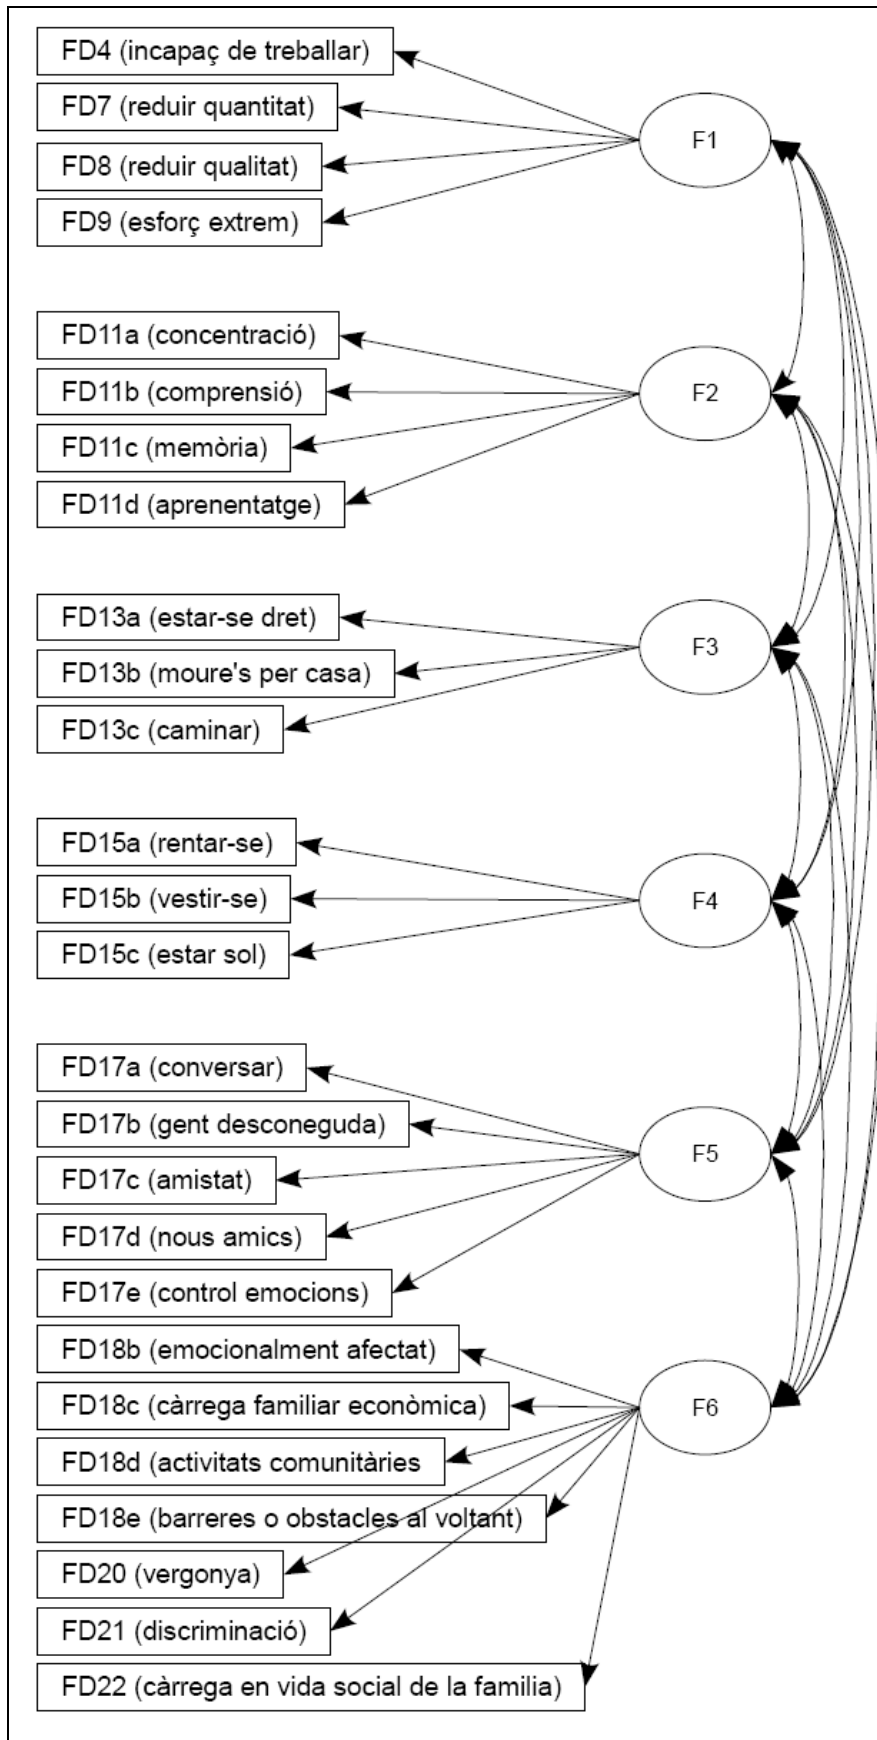 FD4 (incapaç de treballar)
FD7 (reduir quantitat)
F1
FD8 (reduir qualitat)
FD9 (esforç extrem)
FD11a (concentració)
FD11b (comprensió)
F2
FD11c (memòria)
FD11d (aprenentatge)
FD13a (estar-se dret)
F3
FD13b (moure's per casa)
FD13c (caminar)
FD15a (rentar-se)
FD15b (vestir-se)
F4
FD15c (estar sol)
FD17a (conversar)
FD17b (gent desconeguda)
F5
FD17c (amistat)
FD17d (nous amics)
FD17e (control emocions)
FD18b (emocionalment afectat)
FD18c (càrrega familiar econòmica)
F6
FD18d (activitats comunitàries
FD18e (barreres o obstacles al voltant)
FD20 (vergonya)
FD21 (discriminació)
FD22 (càrrega en vida social de la familia)